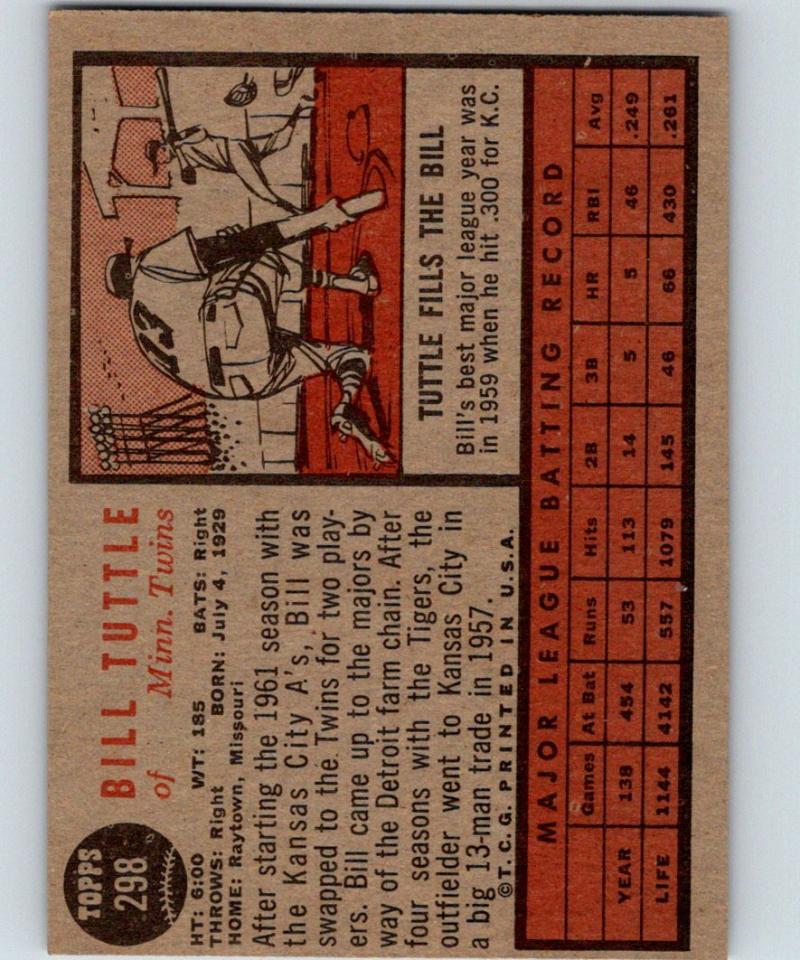 TOPPS
298
BILL TUTTLE
of Minn. Twins
HT: 6:00 WT: 185 BATS: Right
THROWS: Right BORN: July 4, 1929
HOME: Raytown, Missouri
After starting the 1961 season with
the Kansas City A's, Bill was
swapped to the Twins for two play-
ers. Bill came up to the majors by
way of the Detroit farm chain. After
four seasons with the Tigers, the
outfielder went to Kansas City in
a big 13-man trade in 1957.
©T.C.G. PRINTED IN U.S.A.
13
TUTTLE FILLS THE BILL
Bill's best major league year was
in 1959 when he hit .300 for K.C.
MAJOR LEAGUE BATTING RECORD
Games At Bat Runs Hits 2B 3B HR RBI Avg
YEAR 138 454 53 113 14 5 5 46 .249
LIFE 1144 4142 557 1079 145 46 66 430 .261